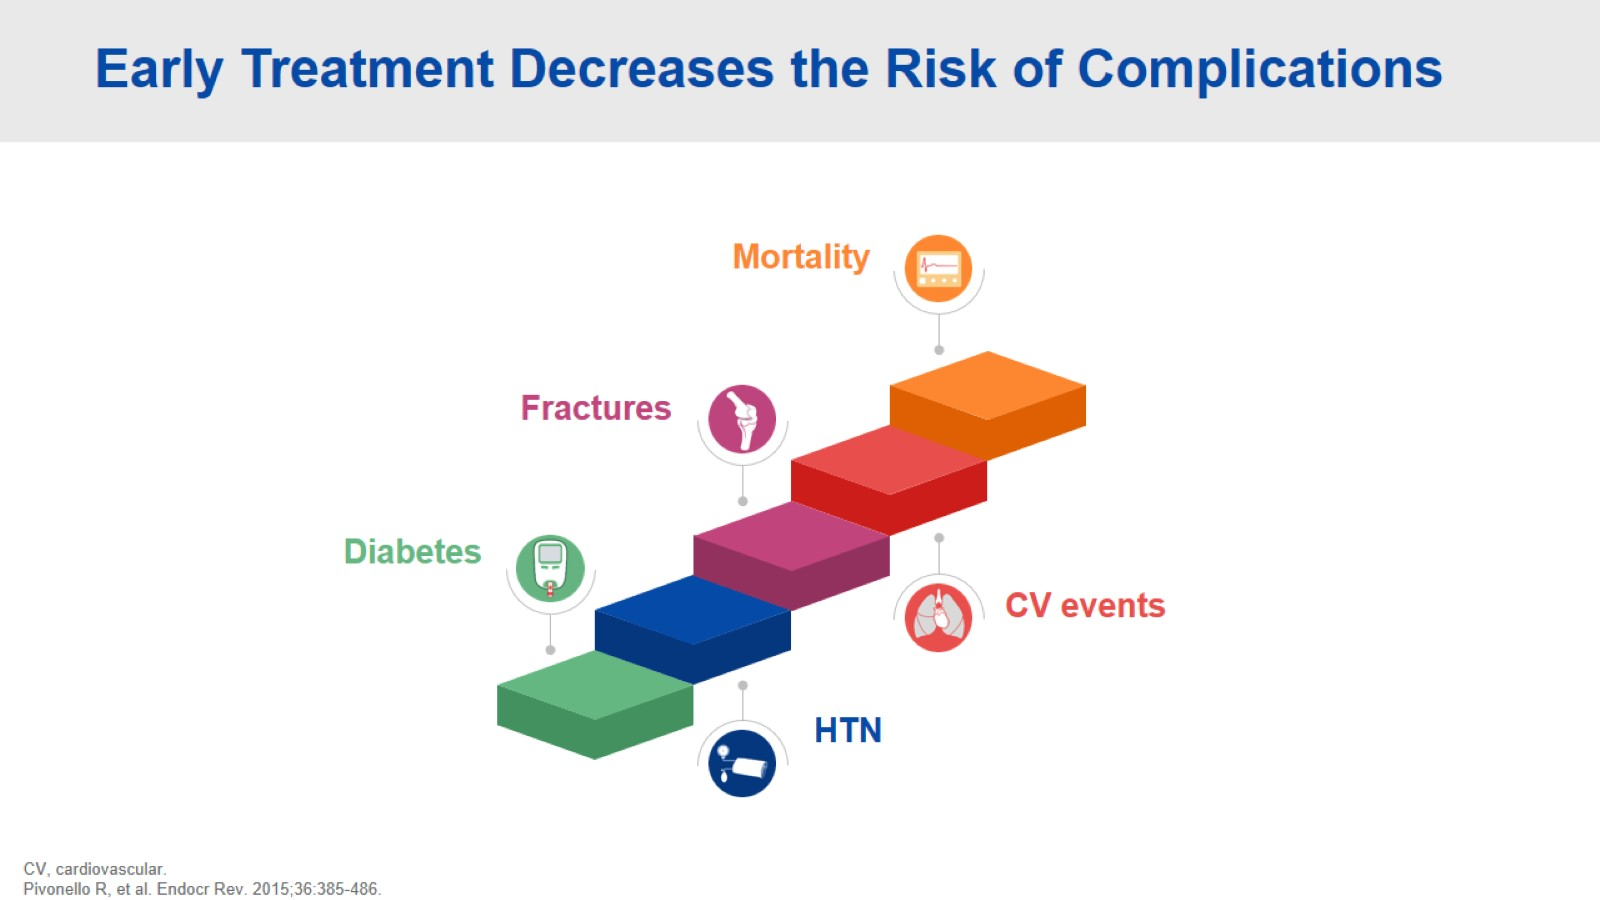 Early Treatment Decreases the Risk of Complications
Mortality
Fractures
Diabetes
CV events
HTN
CV, cardiovascular.
Pivonello R, et al. Endocr Rev. 2015;36:385-486.